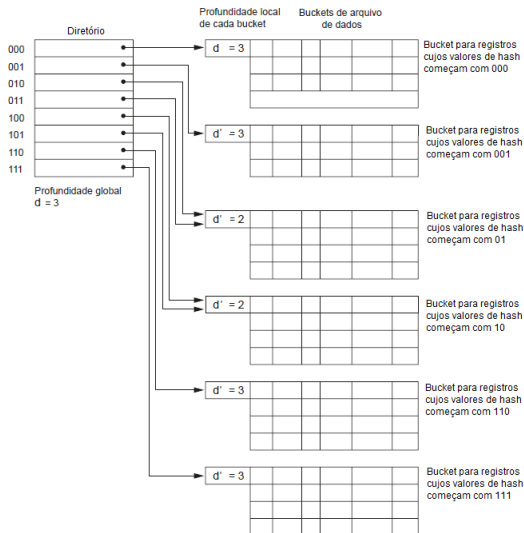 Profundidade local
de cada bucket
Buckets de arquivo
de dados
Diretório
000
001
010
011
100
101
110
111
Profundidade global
d = 3
d = 3
Bucket para registros
cujos valores de hash
começam com 000
d' = 3
Bucket para registros
cujos valores de hash
começam com 001
d' = 2
Bucket para registros
cujos valores de hash
começam com 01
d' = 2
Bucket para registros
cujos valores de hash
começam com 10
d' = 3
Bucket para registros
cujos valores de hash
começam com 110
d' = 3
Bucket para registros
cujos valores de hash
começam com 111